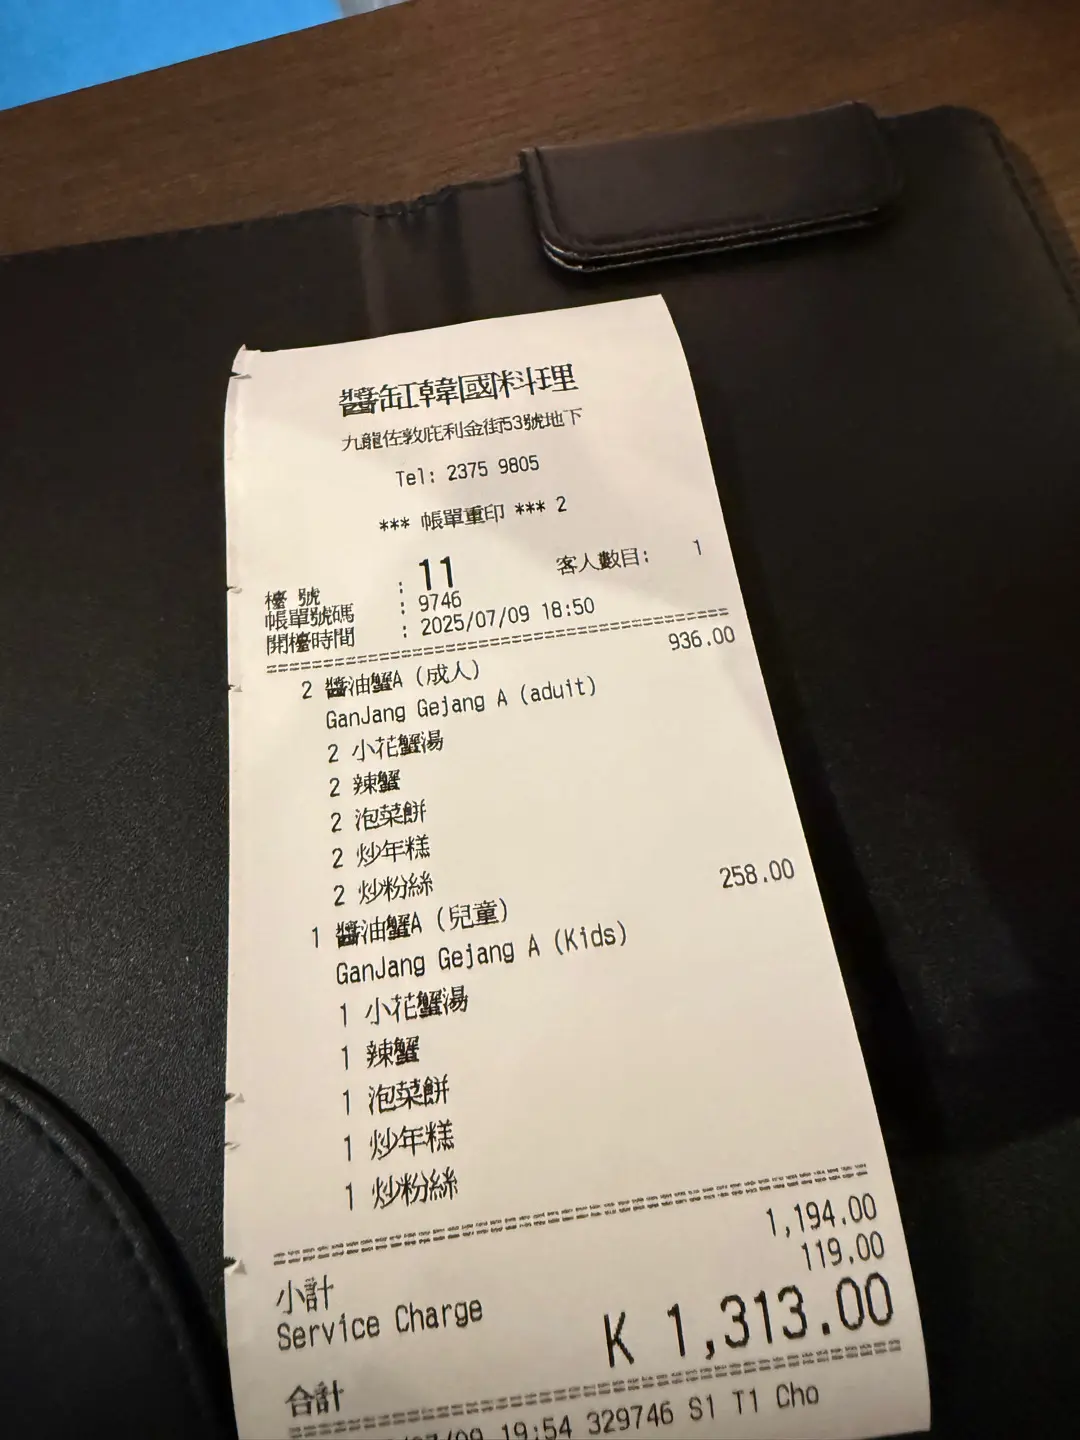 醬缸韓國料理
九龍佐敦庇利金街53號地下
Tel: 2375 9805
*** 帳單重印 *** 2
檯 號 : 11 客人數目: 1
帳單號碼 : 9746
開檯時間 : 2025/07/09 18:50
2 醬油蟹A (成人) 936.00
GanJang Gejang A (aduit)
2 小花蟹湯
2 辣蟹
2 泡菜餅
2 炒年糕
2 炒粉絲
1 醬油蟹A (兒童) 258.00
GanJang Gejang A (Kids)
1 小花蟹湯
1 辣蟹
1 泡菜餅
1 炒年糕
1 炒粉絲
小計 1,194.00
Service Charge 119.00
合計 K 1,313.00
/07/09 19:54 329746 S1 T1 Cho